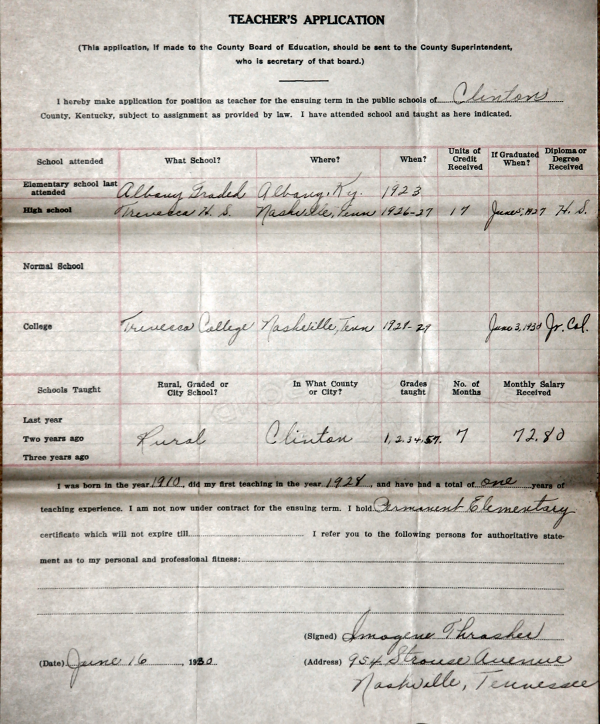 TEACHER'S APPLICATION
(This application, if made to the County Board of Education, should be sent to the County Superintendent,
who is secretary of that board.)
I hereby make application for position as teacher for the ensuing term in the public schools of Clinton
County, Kentucky, subject to assignment as provided by law. I have attended school and taught as here indicated.
School attended What School? Where? When? Units of Credit Received If Graduated When? Diploma or Degree Received
Elementary school last attended Albany Graded Albany, Ky. 1923
High school Trevecca H. S. Nashville, Tenn 1926-27 17 June 5, 1927 H. S.
Normal School
College Trevecca College Nashville, Tenn 1928-29 June 3, 1930 Jr. Col.
Schools Taught Rural, Graded or City School? In What County or City? Grades taught No. of Months Monthly Salary Received
Last year
Two years ago Rural Clinton 1, 2, 3, 4, 5, 7. 7 72.80
Three years ago
I was born in the year 1910, did my first teaching in the year 1928, and have had a total of one years of
teaching experience. I am not now under contract for the ensuing term. I hold Permanent Elementary
certificate which will not expire till I refer you to the following persons for authoritative state-
ment as to my personal and professional fitness:
(Signed) Imogene Thrasher
(Date) June 16, 1930 (Address) 954 Strouse Avenue
Nashville, Tennessee